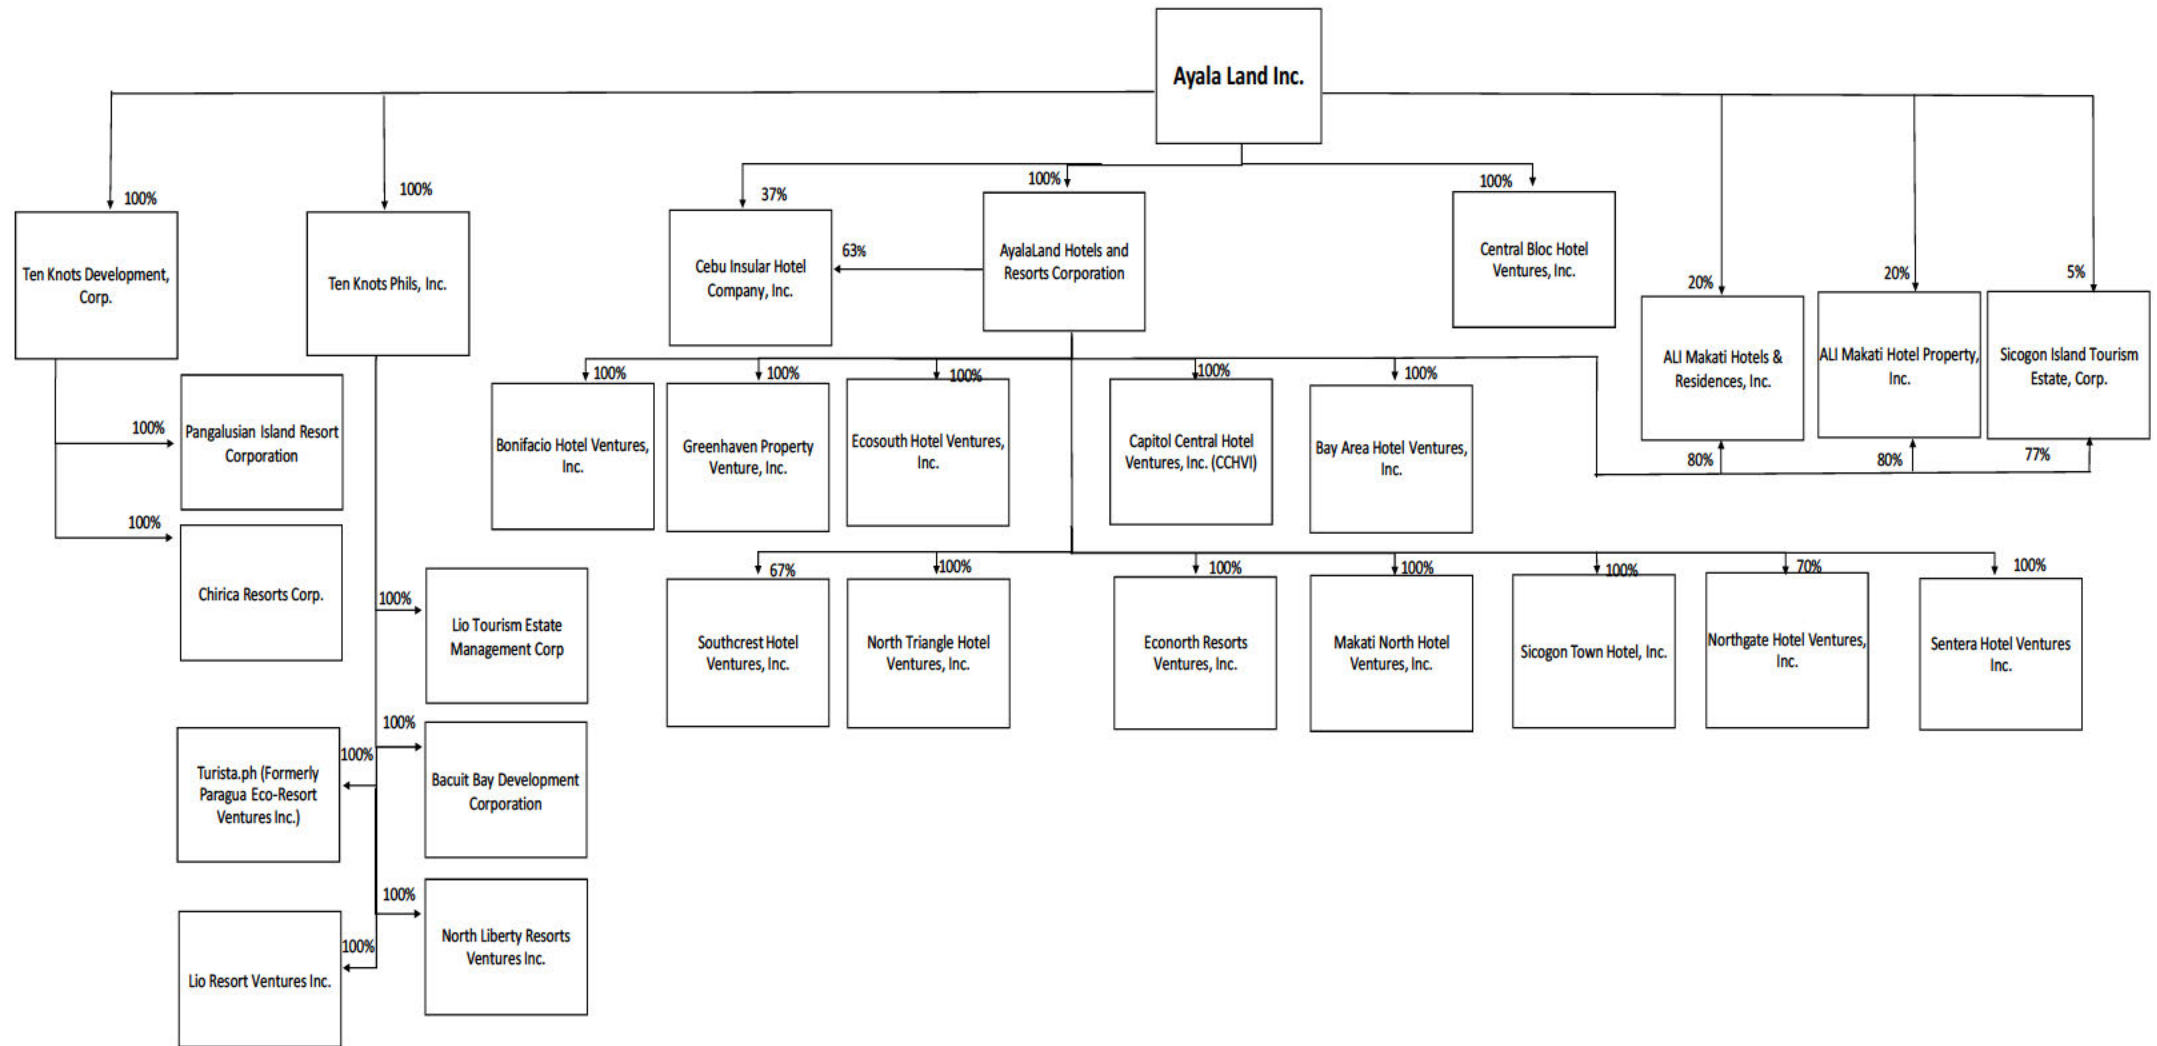 Ayala Land Inc.
100%
100%
37%
100%
100%
20%
20%
5%
Ten Knots Development,
Corp.
Ten Knots Phils, Inc.
Cebu Insular Hotel
Company, Inc.
63%
AyalaLand Hotels and
Resorts Corporation
Central Bloc Hotel
Ventures, Inc.
ALI Makati Hotels &
Residences, Inc.
ALI Makati Hotel Property,
Inc.
Sicogon Island Tourism
Estate, Corp.
80%
80%
77%
100%
100%
100%
100%
100%
Bonifacio Hotel Ventures,
Inc.
Greenhaven Property
Venture, Inc.
Ecosouth Hotel Ventures,
Inc.
Capitol Central Hotel
Ventures, Inc. (CCHVI)
Bay Area Hotel Ventures,
Inc.
100%
Pangalusian Island Resort
Corporation
100%
Chirica Resorts Corp.
67%
100%
100%
100%
100%
70%
100%
Southcrest Hotel
Ventures, Inc.
North Triangle Hotel
Ventures, Inc.
Econorth Resorts
Ventures, Inc.
Makati North Hotel
Ventures, Inc.
Sicogon Town Hotel, Inc.
Northgate Hotel Ventures,
Inc.
Sentera Hotel Ventures
Inc.
100%
Lio Tourism Estate
Management Corp
100%
Bacuit Bay Development
Corporation
100%
Turista.ph (Formerly
Paragua Eco-Resort
Ventures Inc.)
100%
North Liberty Resorts
Ventures Inc.
100%
Lio Resort Ventures Inc.